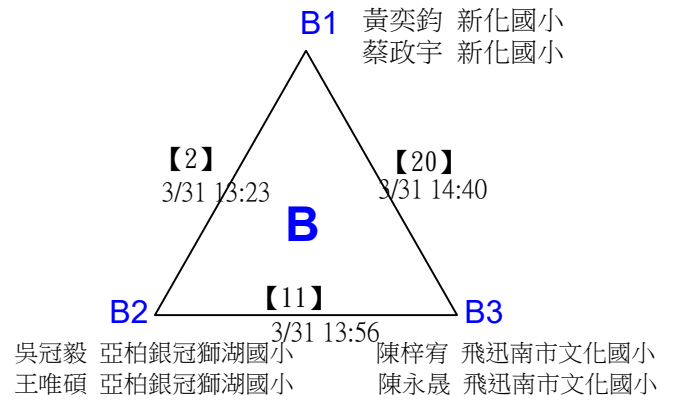 B1 黃奕鈞 新化國小
蔡政宇 新化國小
【2】 【20】
3/31 13:23 3/31 14:40
B
【11】
B2 B3
3/31 13:56
吳冠毅 亞柏銀冠獅湖國小 陳梓宥 飛迅南市文化國小
王唯碩 亞柏銀冠獅湖國小 陳永晟 飛迅南市文化國小